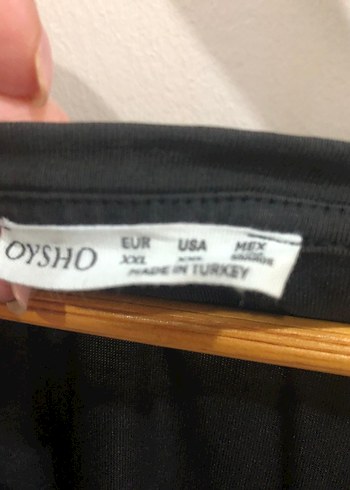 OYSHO
EUR USA MEX
XXL
MADE IN TURKEY